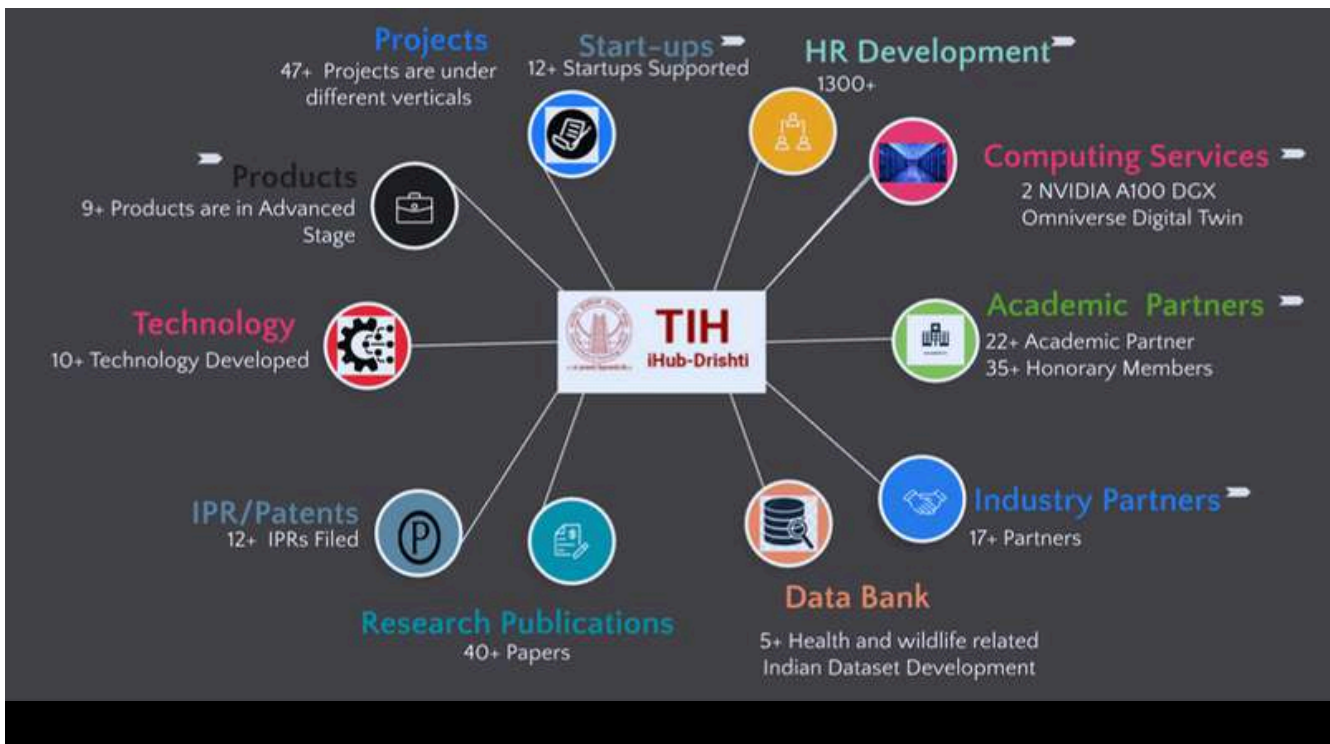 Projects
47+ Projects are under
different verticals
Start-ups
12+ Startups Supported
HR Development
1300+
Computing Services
2 NVIDIA A100 DGX
Omniverse Digital Twin
Products
9+ Products are in Advanced
Stage
Technology
10+ Technology Developed
TIH
iHub-Drishti
Academic Partners
22+ Academic Partner
35+ Honorary Members
IPR/Patents
12+ IPRs Filed
P
Industry Partners
17+ Partners
Research Publications
40+ Papers
Data Bank
5+ Health and wildlife related
Indian Dataset Development